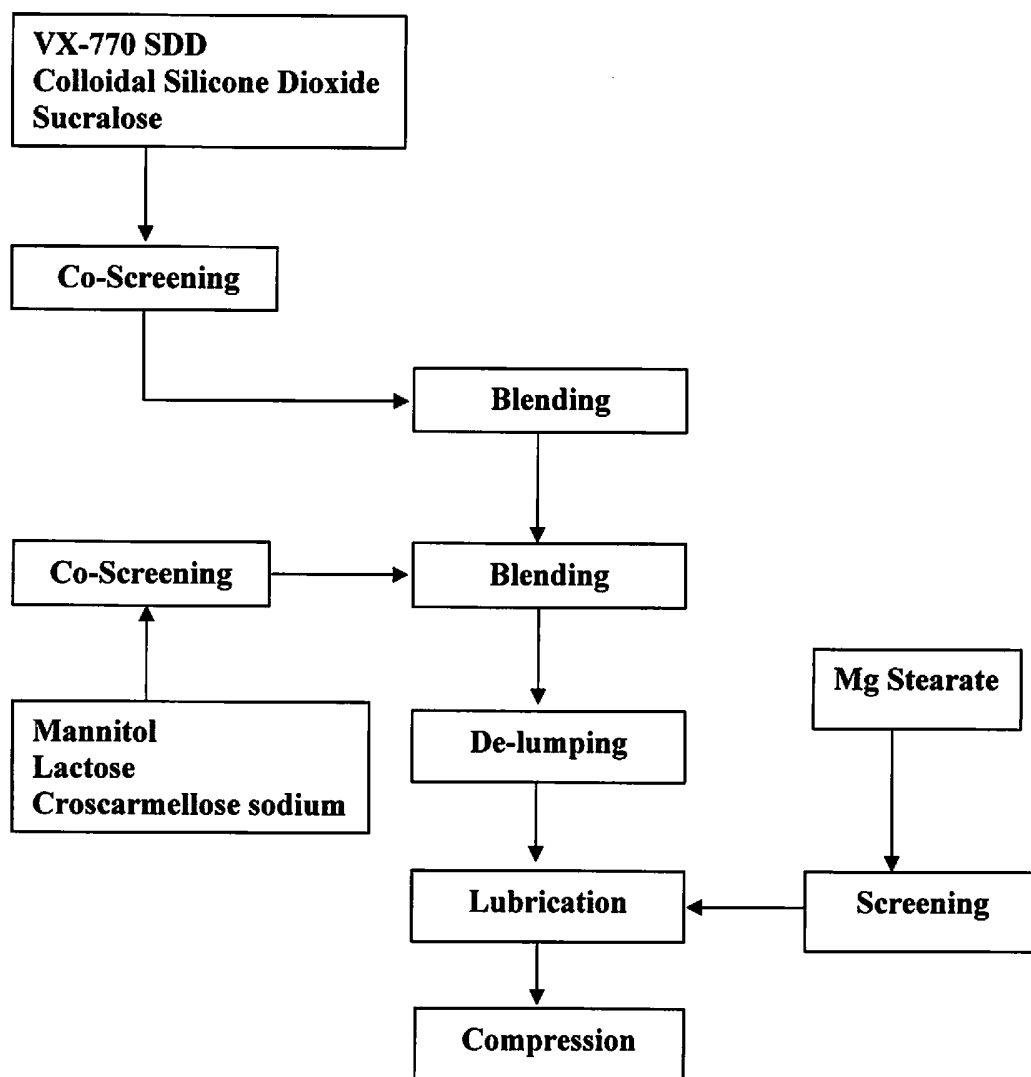 VX-770 SDD
Colloidal Silicone Dioxide
Sucralose
Co-Screening
Blending
Co-Screening
Blending
Mg Stearate
Mannitol
Lactose
Croscarmellose sodium
De-lumping
Lubrication
Screening
Compression